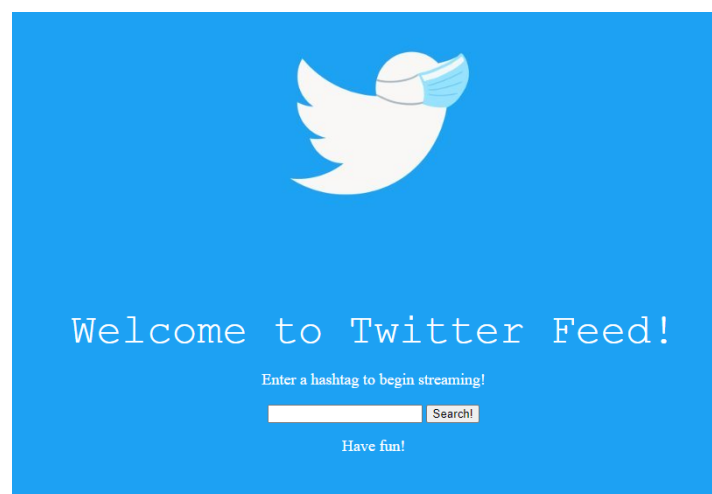 Welcome to Twitter Feed!
Enter a hashtag to begin streaming!
Search!
Have fun!